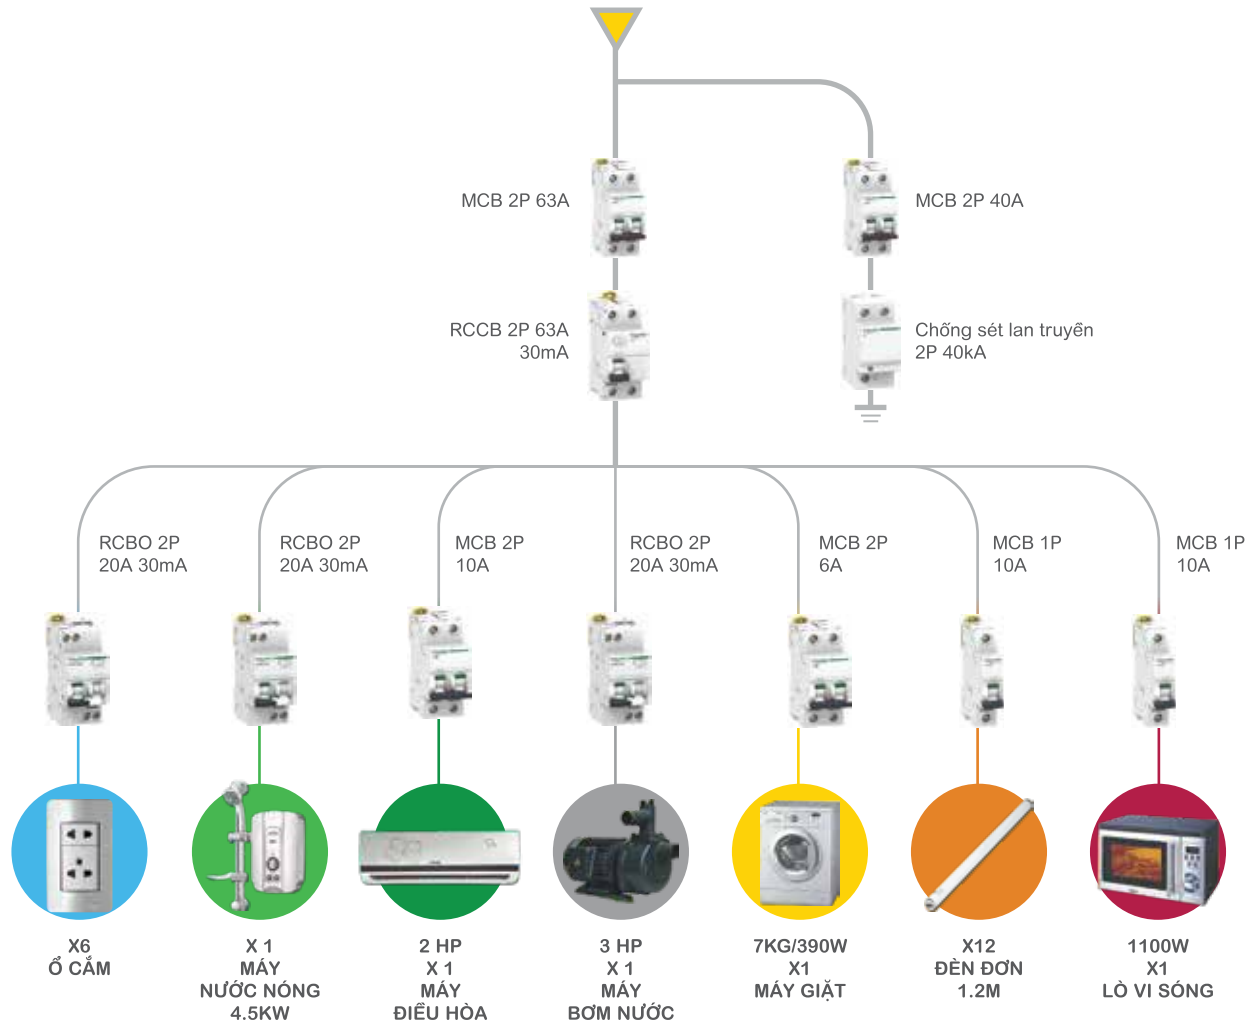 MCB 2P 63A
MCB 2P 40A
RCCB 2P 63A
30mA
Chống sét lan truyền
2P 40kA
RCBO 2P
20A 30mA
RCBO 2P
20A 30mA
MCB 2P
10A
RCBO 2P
20A 30mA
MCB 2P
6A
MCB 1P
10A
MCB 1P
10A
X6
Ổ CẮM
X 1
MÁY
NƯỚC NÓNG
4.5KW
2 HP
X 1
MÁY
ĐIỀU HÒA
3 HP
X 1
MÁY
BƠM NƯỚC
7KG/390W
X1
MÁY GIẶT
X12
ĐÈN ĐƠN
1.2M
1100W
X1
LÒ VI SÓNG